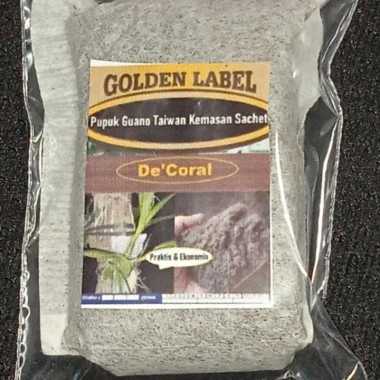 GOLDEN LABEL
Pupuk Guano Taiwan Kemasan Sachet
De'Coral
Praktis & Ekonomis